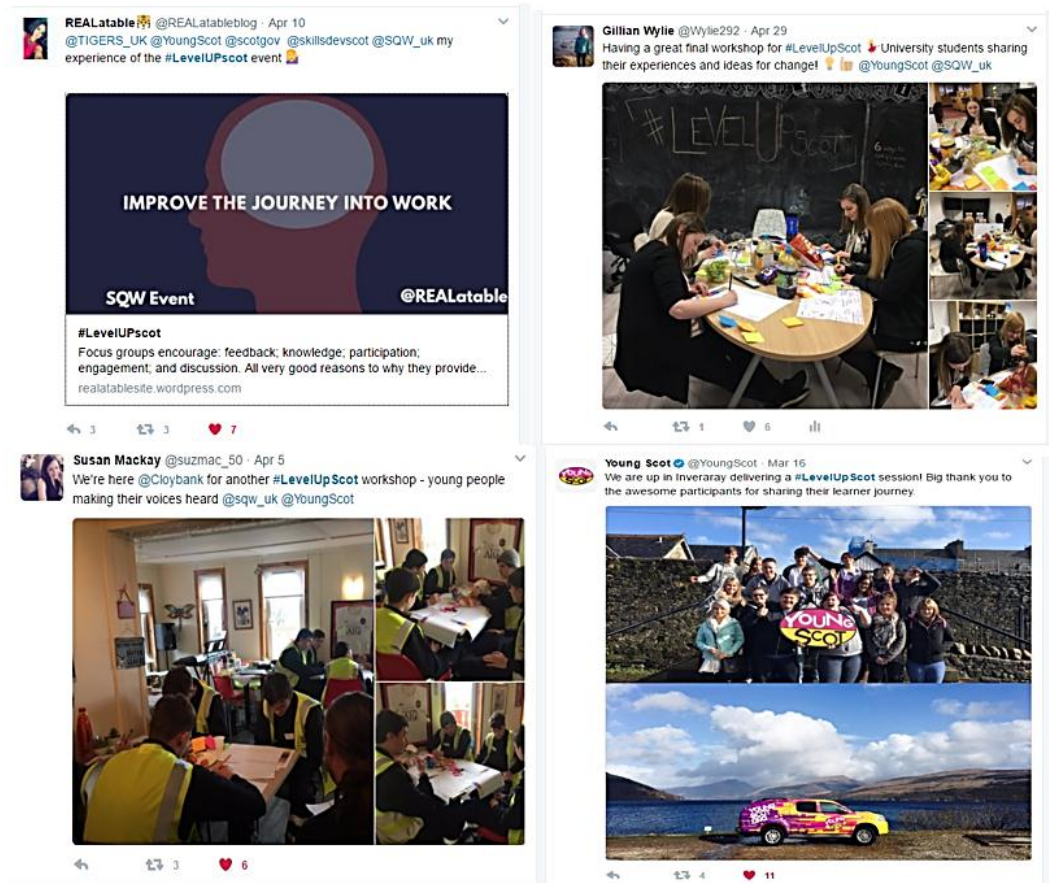 REALatable @REALatableblog · Apr 10
@TIGERS_UK @YoungScot @scotgov @skillsdevscot @SQW_uk my
experience of the #LevelUPscot event
IMPROVE THE JOURNEY INTO WORK
SQW Event
@REALatable
#LevelUPscot
Focus groups encourage: feedback; knowledge; participation;
engagement; and discussion. All very good reasons to why they provide...
realatablesite.wordpress.com
3 3 7
Gillian Wylie @Wylie292 · Apr 29
Having a great final workshop for #LevelUpScot University students sharing
their experiences and ideas for change! @YoungScot @SQW_uk
#LEVELUPSCOT
1 6
Susan Mackay @suzmac_50 · Apr 5
We're here @Cloybank for another #LevelUpScot workshop - young people
making their voices heard @sqw_uk @YoungScot
3 6
Young Scot @YoungScot · Mar 16
We are up in Inveraray delivering a #LevelUpScot session! Big thank you to
the awesome participants for sharing their learner journey.
YOUNG
SCOT
4 11